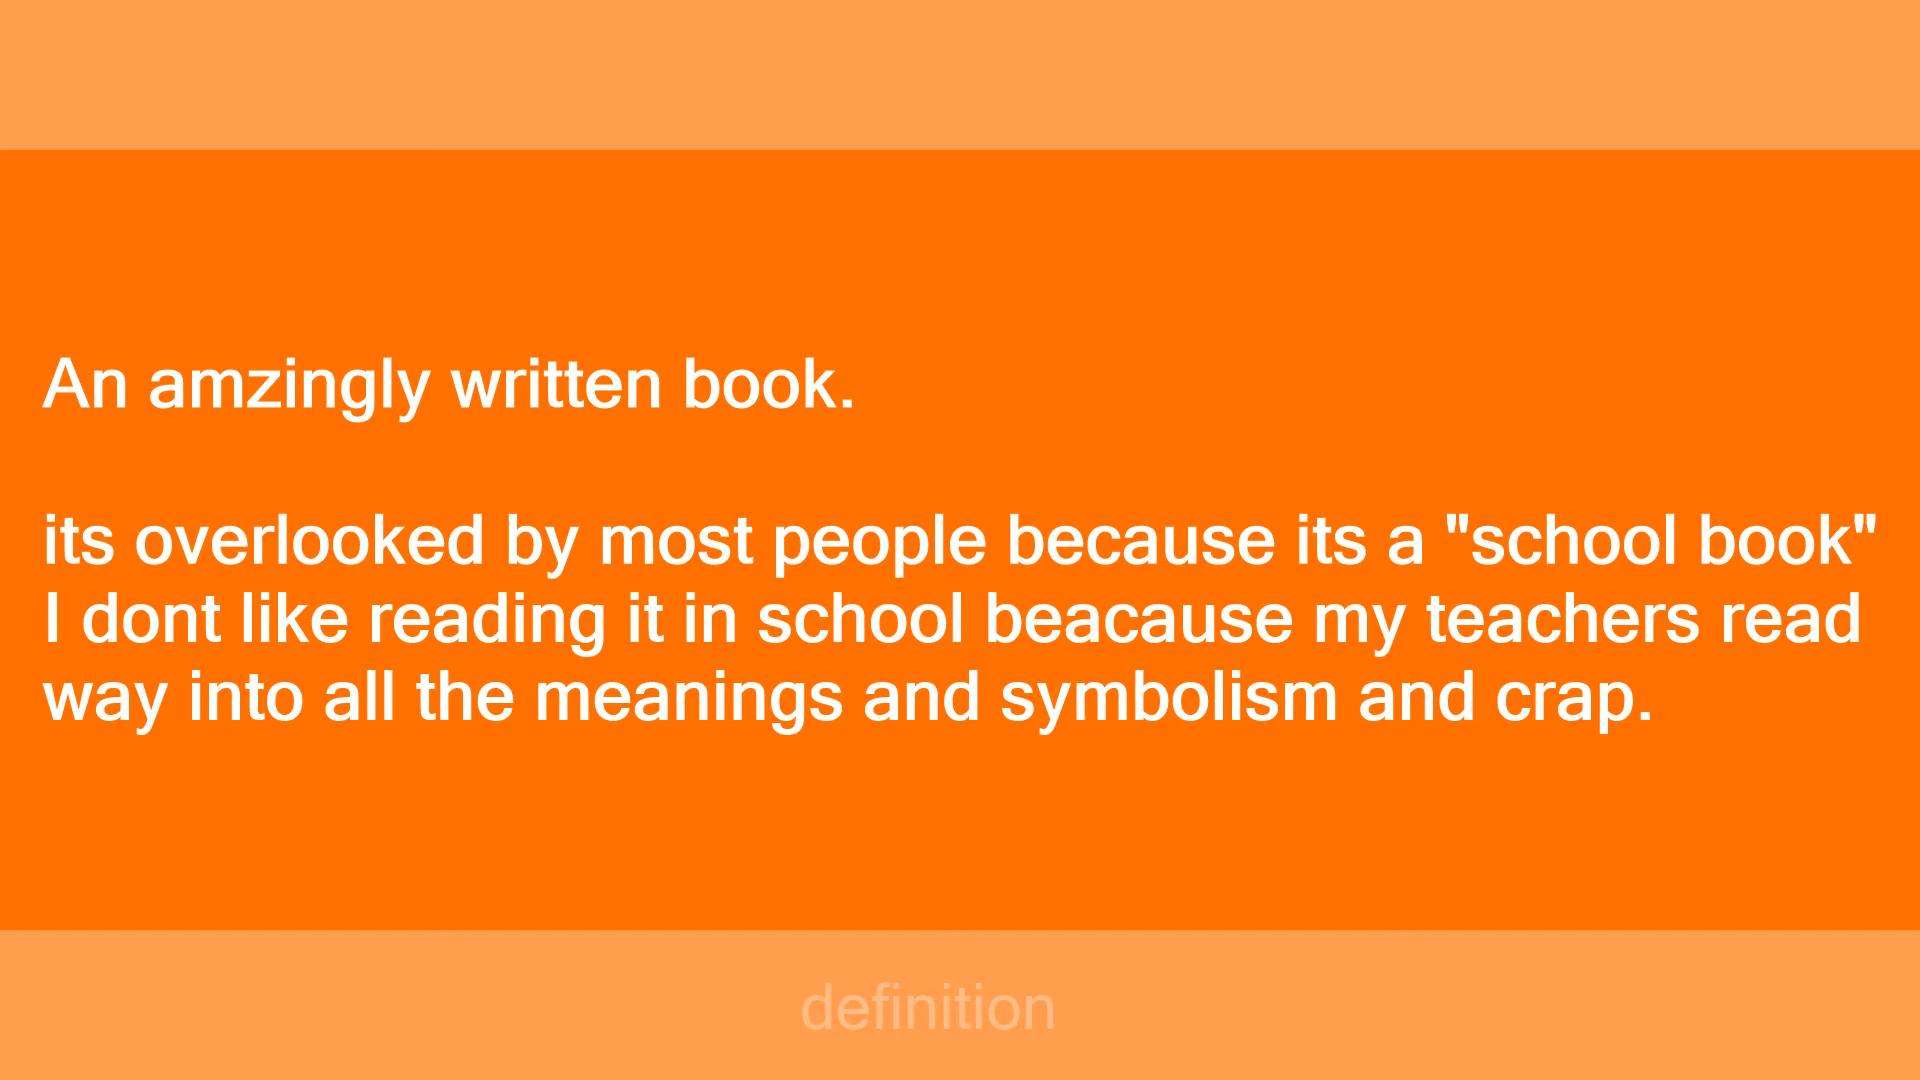 An amzingly written book.
its overlooked by most people because its a "school book"
I dont like reading it in school beacause my teachers read
way into all the meanings and symbolism and crap.
definition